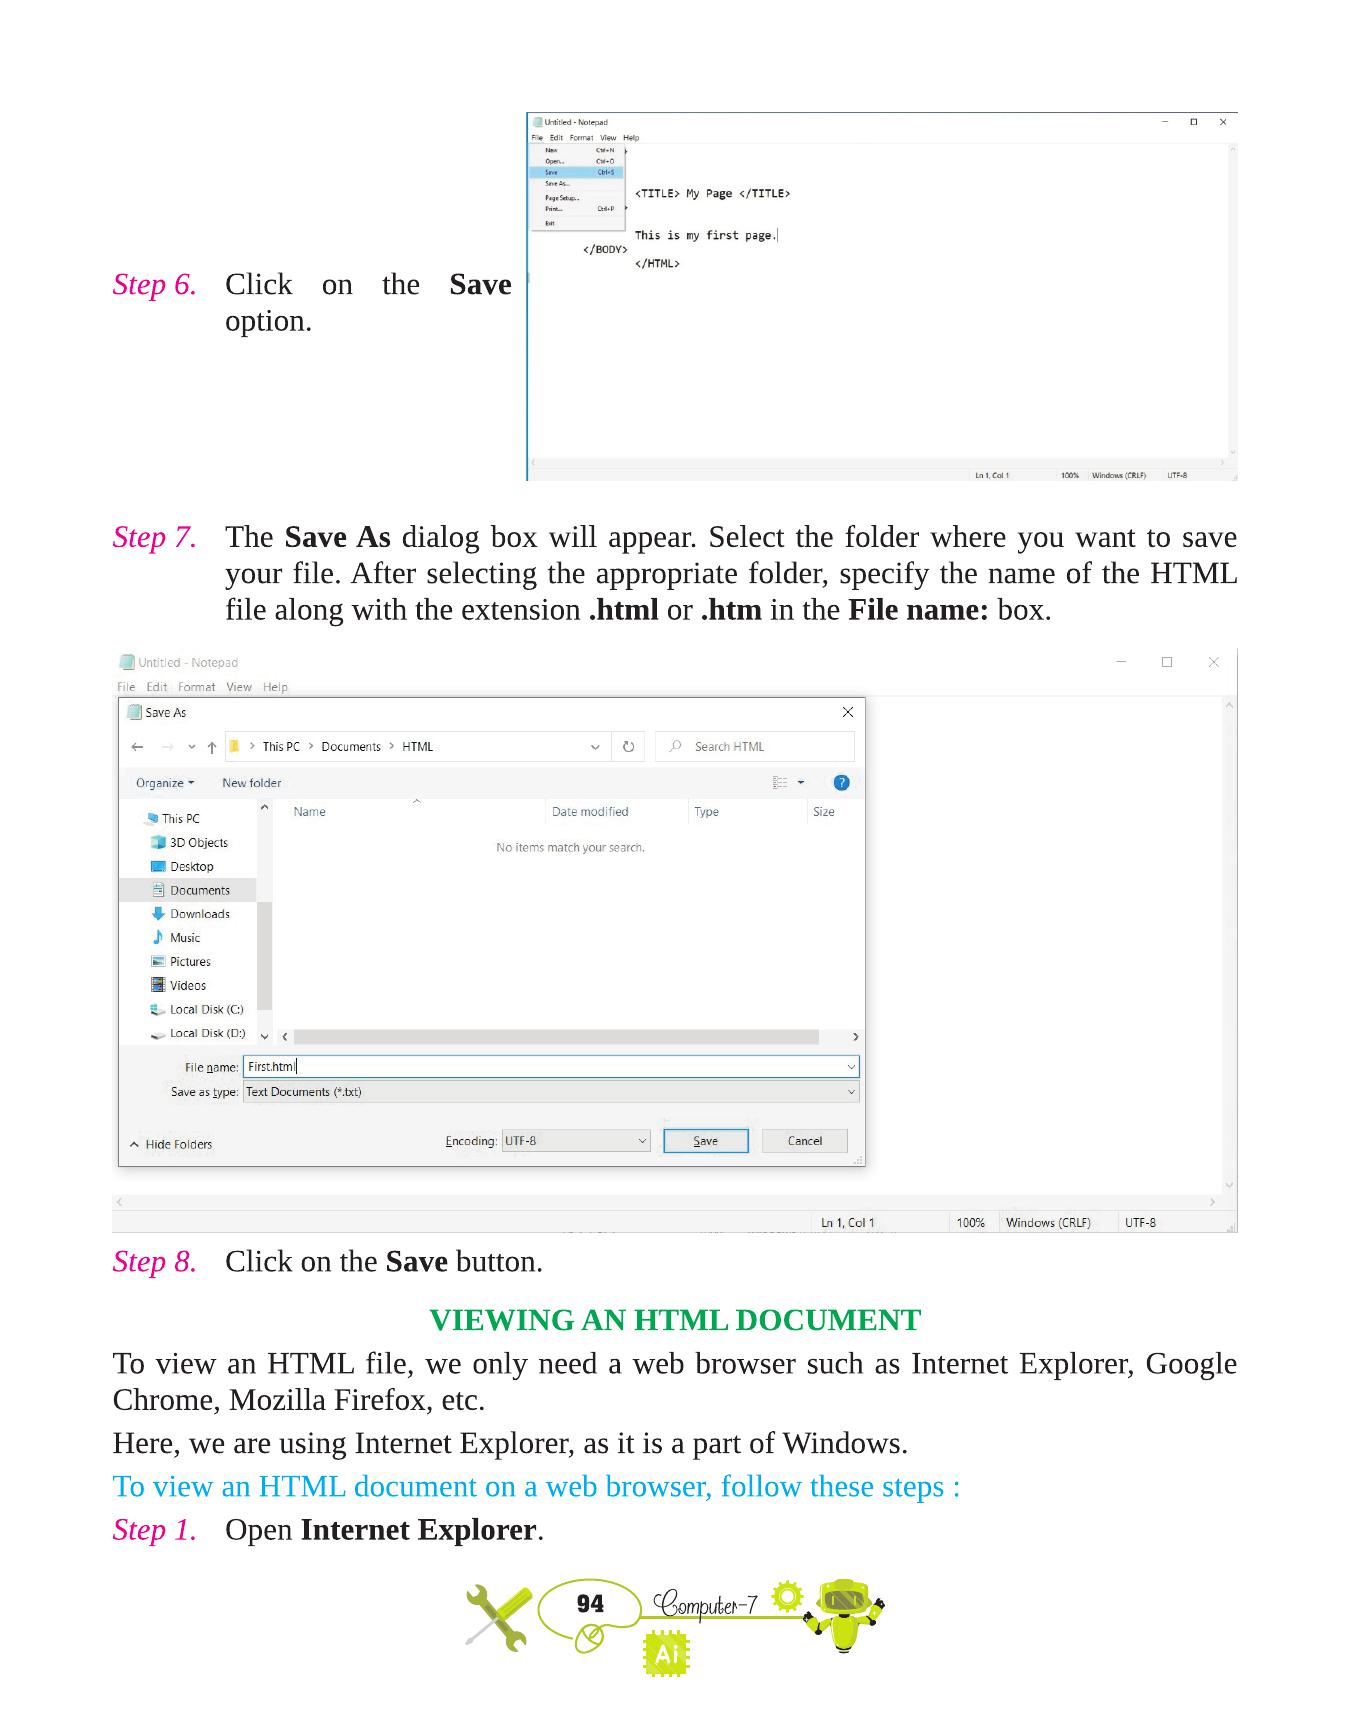 Untitled - Notepad
File Edit Format View Help
New Ctrl+N
Open... Ctrl+O
Save Ctrl+S
Save As...
Page Setup...
Print... Ctrl+P
Exit
<TITLE> My Page </TITLE>
This is my first page.
</BODY>
</HTML>
Ln 1, Col 1 100% Windows (CRLF) UTF-8
Step 6. Click on the Save
option.
Step 7. The Save As dialog box will appear. Select the folder where you want to save
your file. After selecting the appropriate folder, specify the name of the HTML
file along with the extension .html or .htm in the File name: box.
Untitled - Notepad
File Edit Format View Help
Save As
This PC > Documents > HTML
Search HTML
Organize New folder
Name Date modified Type Size
No items match your search.
This PC
3D Objects
Desktop
Documents
Downloads
Music
Pictures
Videos
Local Disk (C:)
Local Disk (D:)
File name: First.html
Save as type: Text Documents (*.txt)
Hide Folders Encoding: UTF-8 Save Cancel
Ln 1, Col 1 100% Windows (CRLF) UTF-8
Step 8. Click on the Save button.
VIEWING AN HTML DOCUMENT
To view an HTML file, we only need a web browser such as Internet Explorer, Google
Chrome, Mozilla Firefox, etc.
Here, we are using Internet Explorer, as it is a part of Windows.
To view an HTML document on a web browser, follow these steps :
Step 1. Open Internet Explorer.
94 Computer-7
Ai